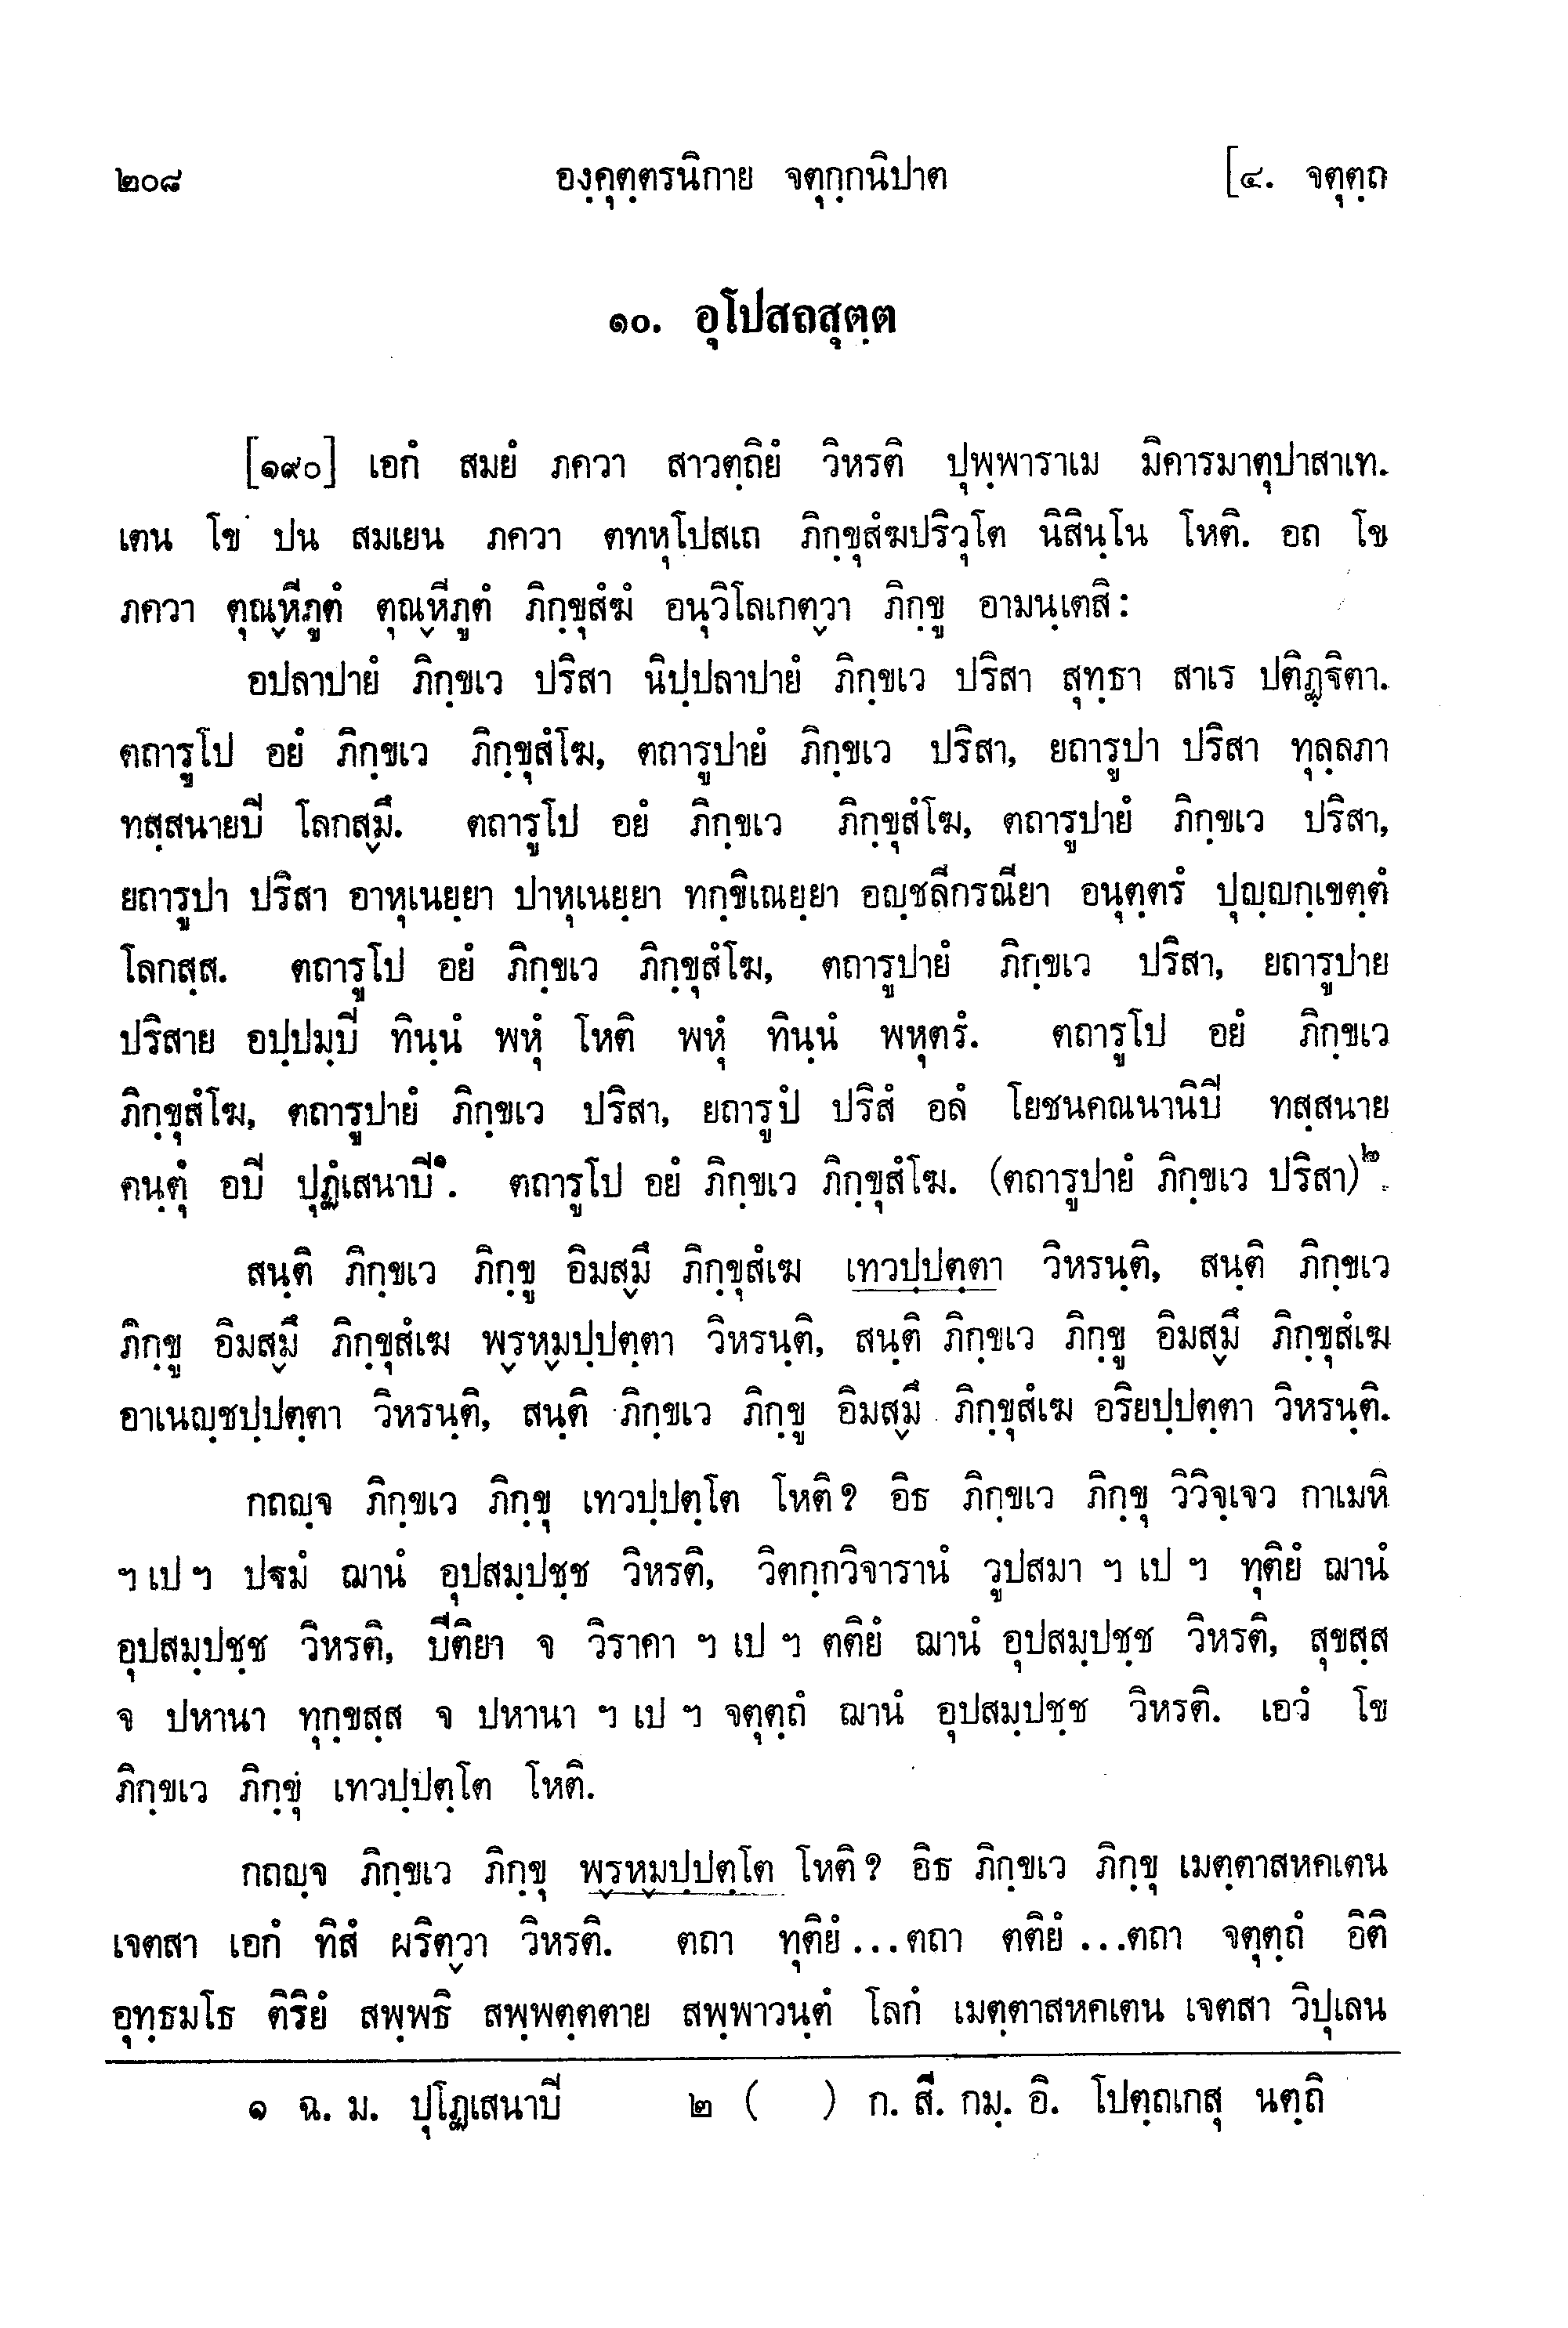 ๒๐๘ องฺคุตฺตรนิกาย จตุกฺกนิปาต [๔. จตุตฺถ
๑๐. อุโปสถสุตฺต
[๑๙๐] เอกํ สมยํ ภควา สาวตฺถิยํ วิหรติ ปุพฺพาราเม มิคารมาตุปาสาเท.
เตน โข ปน สมเยน ภควา ตทหุโปสเถ ภิกฺขุสํฆปริวุโต นิสินฺโน โหติ. อถ โข
ภควา ตุณฺหีภูตํ ตุณฺหีภูตํ ภิกฺขุสํฆํ อนุวิโลเกตฺวา ภิกฺขู อามนฺเตสิ:
อปลาปายํ ภิกฺขเว ปริสา นิปฺปลาปายํ ภิกฺขเว ปริสา สุทฺธา สาเร ปติฏฺฐิตา.
ตถารูโป อยํ ภิกฺขเว ภิกฺขุสํโฆ, ตถารูปายํ ภิกฺขเว ปริสา, ยถารูปา ปริสา ทุลฺลภา
ทสฺสนายปิ โลกสฺมึ. ตถารูโป อยํ ภิกฺขเว ภิกฺขุสํโฆ, ตถารูปายํ ภิกฺขเว ปริสา,
ยถารูปา ปริสา อาหุเนยฺยา ปาหุเนยฺยา ทกฺขิเณยฺยา อญฺชลีกรณียา อนุตฺตรํ ปุญฺญกฺเขตฺตํ
โลกสฺส. ตถารูโป อยํ ภิกฺขเว ภิกฺขุสํโฆ, ตถารูปายํ ภิกฺขเว ปริสา, ยถารูปาย
ปริสาย อปฺปมฺปิ ทินฺนํ พหุํ โหติ พหุํ ทินฺนํ พหุตรํ. ตถารูโป อยํ ภิกฺขเว
ภิกฺขุสํโฆ, ตถารูปายํ ภิกฺขเว ปริสา, ยถารูปํ ปริสํ อลํ โยชนคณนานิปิ ทสฺสนาย
คนฺตุํ อปิ ปุฏํเสนาปิ๑. ตถารูโป อยํ ภิกฺขเว ภิกฺขุสํโฆ. (ตถารูปายํ ภิกฺขเว ปริสา)๒.
สนฺติ ภิกฺขเว ภิกฺขู อิมสฺมึ ภิกฺขุสํเฆ เทวปฺปตฺตา วิหรนฺติ, สนฺติ ภิกฺขเว
ภิกฺขู อิมสฺมึ ภิกฺขุสํเฆ พฺรหฺมปฺปตฺตา วิหรนฺติ, สนฺติ ภิกฺขเว ภิกฺขู อิมสฺมึ ภิกฺขุสํเฆ
อาเนญฺชปฺปตฺตา วิหรนฺติ, สนฺติ ภิกฺขเว ภิกฺขู อิมสฺมึ ภิกฺขุสํเฆ อริยปฺปตฺตา วิหรนฺติ.
กถญฺจ ภิกฺขเว ภิกฺขุ เทวปฺปตฺโต โหติ? อิธ ภิกฺขเว ภิกฺขุ วิวิจฺเจว กาเมหิ
ฯ เป ฯ ปฐมํ ฌานํ อุปสมฺปชฺช วิหรติ, วิตกฺกวิจารานํ วูปสมา ฯ เป ฯ ทุติยํ ฌานํ
อุปสมฺปชฺช วิหรติ, ปีติยา จ วิราคา ฯ เป ฯ ตติยํ ฌานํ อุปสมฺปชฺช วิหรติ, สุขสฺส
จ ปหานา ทุกฺขสฺส จ ปหานา ฯ เป ฯ จตุตฺถํ ฌานํ อุปสมฺปชฺช วิหรติ. เอวํ โข
ภิกฺขเว ภิกฺขุ เทวปฺปตฺโต โหติ.
กถญฺจ ภิกฺขเว ภิกฺขุ พฺรหฺมปฺปตฺโต โหติ? อิธ ภิกฺขเว ภิกฺขุ เมตฺตาสหคเตน
เจตสา เอกํ ทิสํ ผริตฺวา วิหรติ. ตถา ทุติยํ ...ตถา ตติยํ ...ตถา จตุตฺถํ อิติ
อุทฺธมโธ ติริยํ สพฺพธิ สพฺพตฺตตาย สพฺพาวนฺตํ โลกํ เมตฺตาสหคเตน เจตสา วิปุเลน
๑ ฉ. ม. ปุโฏเสนาปิ ๒ ( ) ก. สี. กมฺ. อิ. โปตฺถเกสุ นตฺถิ